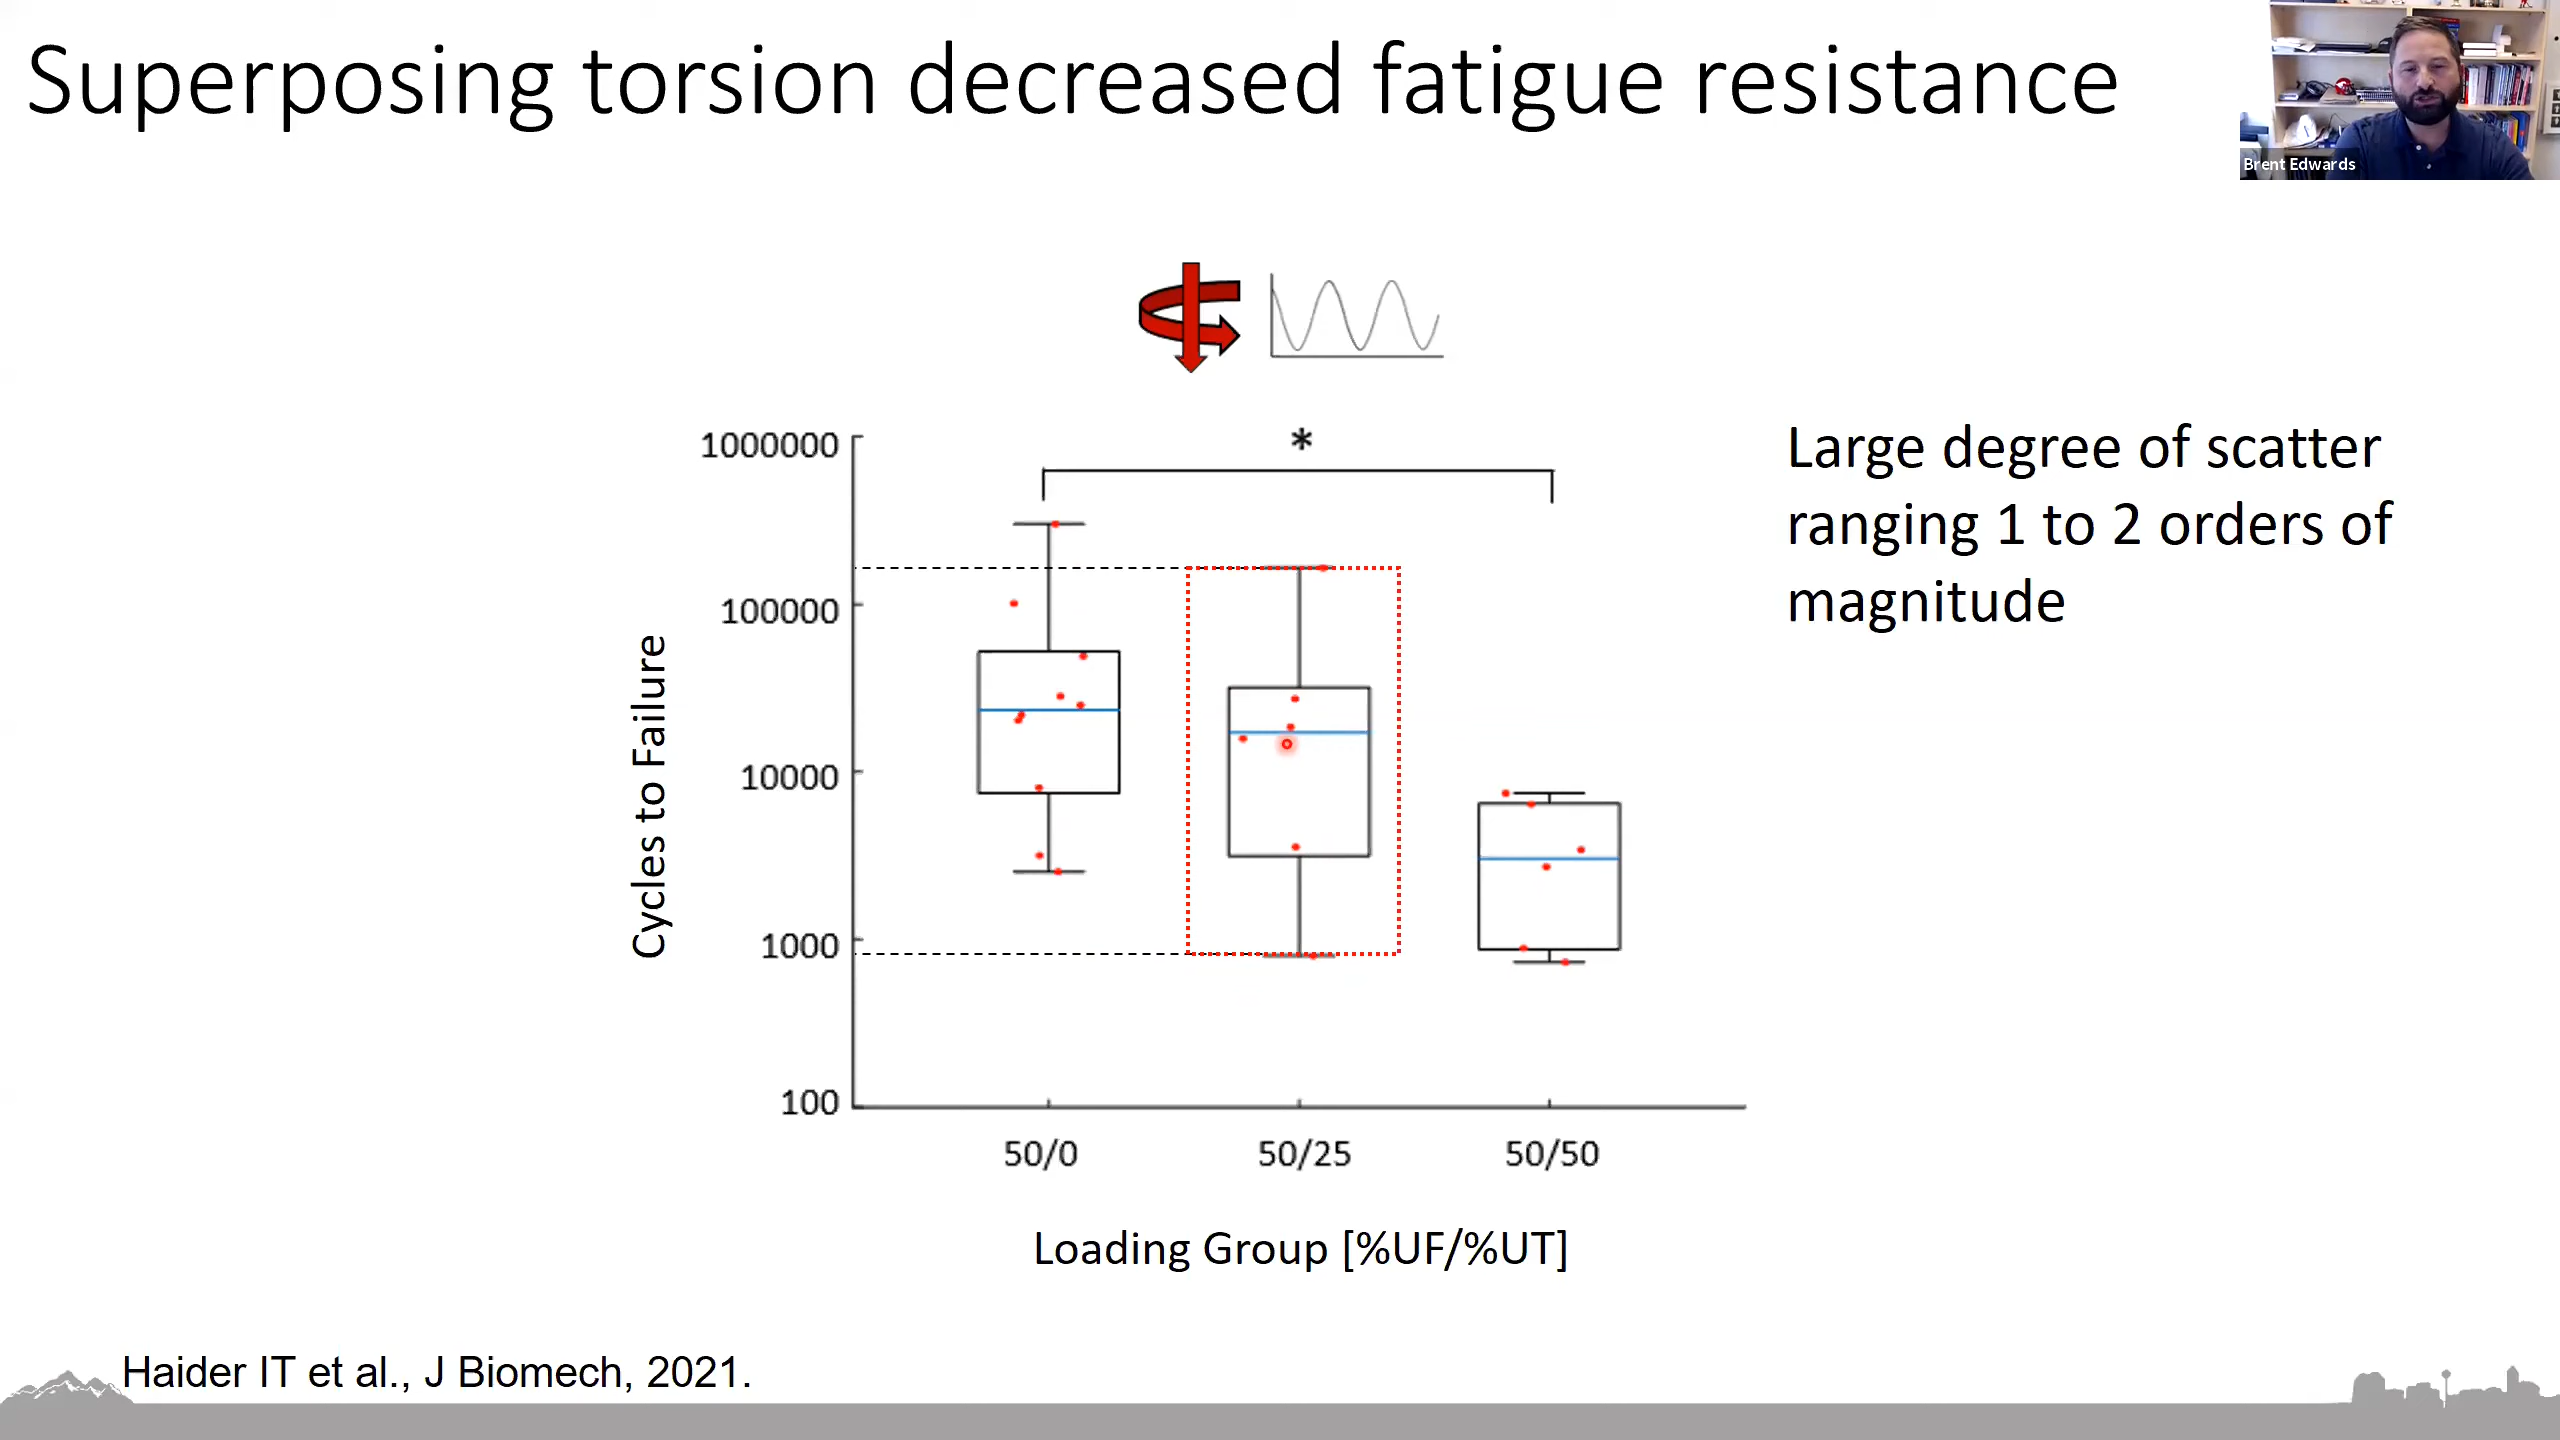 Superposing torsion decreased fatigue resistance
Brent Edwards
Large degree of scatter
ranging 1 to 2 orders of
magnitude
*
1000000
100000
10000
1000
100
Cycles to Failure
50/0
50/25
50/50
Loading Group [%UF/%UT]
Haider IT et al., J Biomech, 2021.